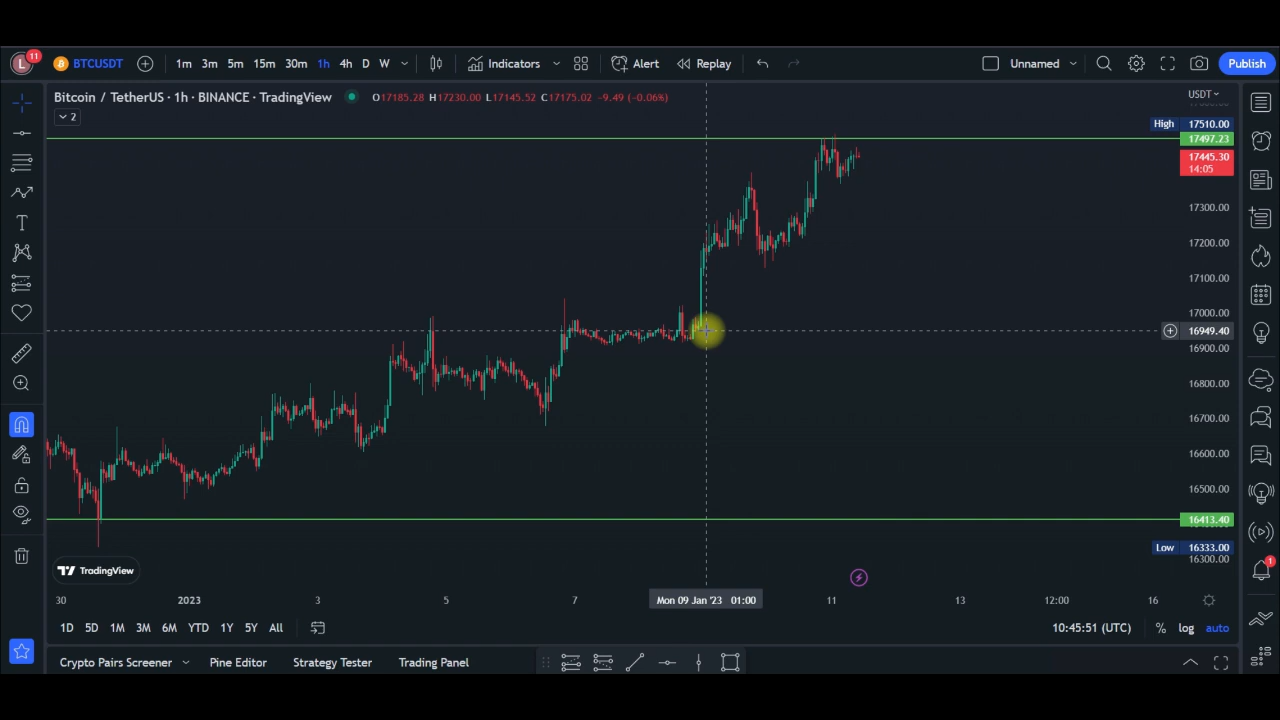 L 11 BTCUSDT 1m 3m 5m 15m 30m 1h 4h D W Indicators Alert Replay Unnamed Publish
Bitcoin / TetherUS · 1h · BINANCE · TradingView O17185.28 H17230.00 L17145.52 C17175.02 -9.49 (-0.06%) USDT
2
High 17510.00
17497.23
17445.30
14:05
17300.00
17200.00
17100.00
17000.00
16949.40
16900.00
16800.00
16700.00
16600.00
16500.00
16413.40
Low 16333.00
16300.00
1
TradingView
30 2023 3 5 7 Mon 09 Jan '23 01:00 11 13 12:00 16
1D 5D 1M 3M 6M YTD 1Y 5Y All 10:45:51 (UTC) % log auto
Crypto Pairs Screener Pine Editor Strategy Tester Trading Panel